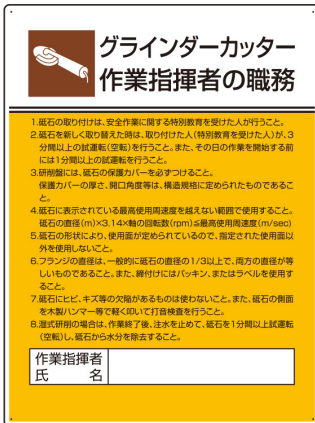 グラインダーカッター
作業指揮者の職務
1.砥石の取り付けは、安全作業に関する特別教育を受けた人が行うこと。
2.砥石を新しく取り替えた時は、取り付けた人(特別教育を受けた人)が、3
分間以上の試運転(空転)を行うこと。また、その日の作業を開始する前
には1分間以上の試運転を行うこと。
3.研削盤には、砥石の保護カバーを必ずつけること。
保護カバーの厚さ、開口角度等は、構造規格に定められたものであるこ
と。
4.砥石に表示されている最高使用周速度を越えない範囲で使用すること。
砥石の直径(m)×3.14×軸の回転数(rpm)≦最高使用周速度(m/sec)
5.砥石の形状により、使用面が定められているので、指定された使用面以
外を使用しないこと。
6.フランジの直径は、一般的に砥石の直径の1/3以上で、両方の直径が等
しいものであること。また、締付けにはパッキン、またはラベルを使用す
ること。
7.砥石にヒビ、キズ等の欠陥があるものは使わないこと。また、砥石の側面
を木製ハンマー等で軽く叩いて打音検査を行うこと。
8.湿式研削の場合は、作業終了後、注水を止めて、砥石を1分間以上試運転
(空転)し、砥石から水分を除去すること。
作業指揮者
氏 名